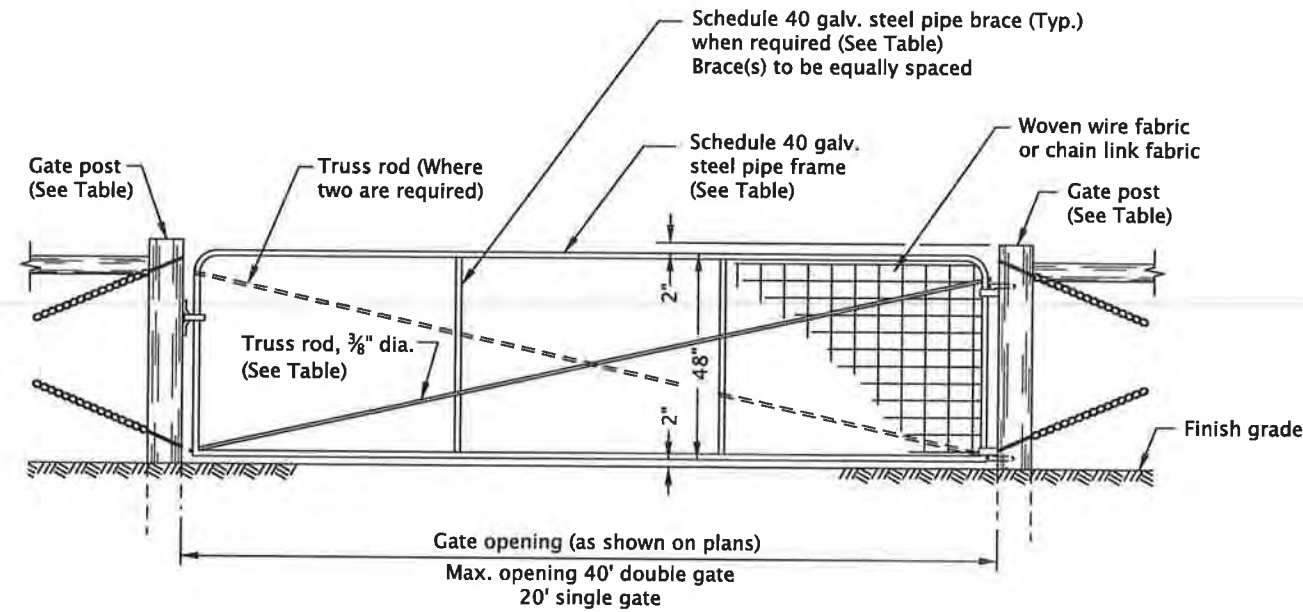 Schedule 40 galv. steel pipe brace (Typ.)
when required (See Table)
Brace(s) to be equally spaced
Woven wire fabric
or chain link fabric
Schedule 40 galv.
steel pipe frame
(See Table)
Gate post
(See Table)
Truss rod (Where
two are required)
Gate post
(See Table)
2"
Truss rod, ⅜" dia.
(See Table)
48"
2"
Finish grade
Gate opening (as shown on plans)
Max. opening 40' double gate
20' single gate